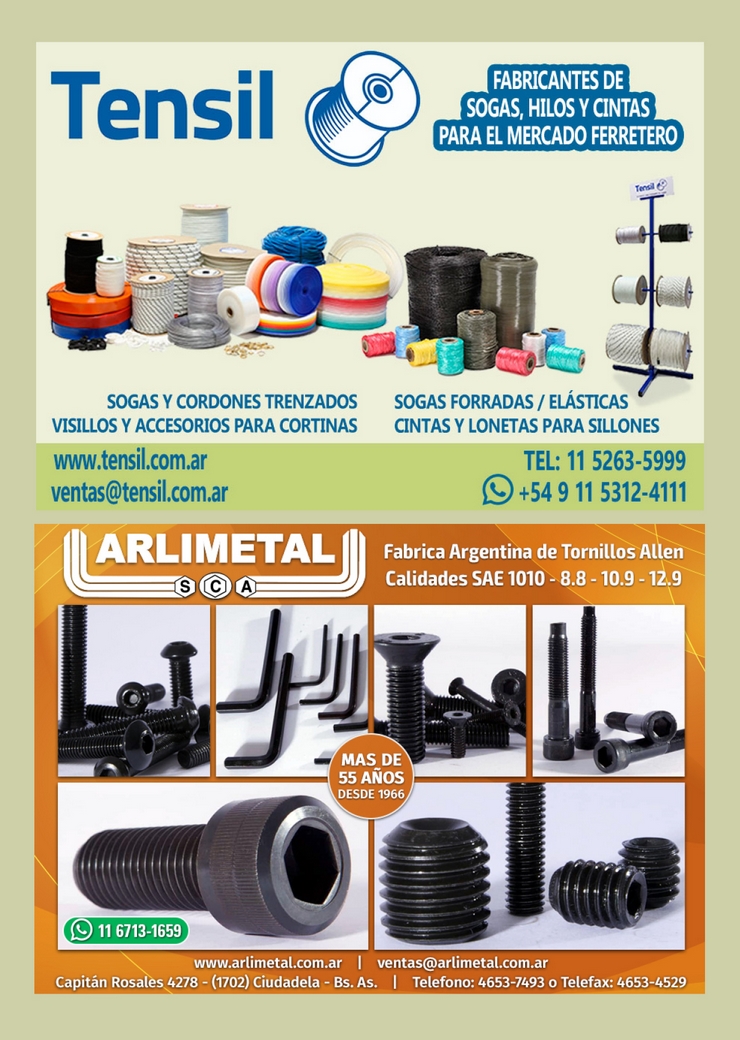 Tensil
FABRICANTES DE
SOGAS, HILOS Y CINTAS
PARA EL MERCADO FERRETERO
Tensil
SOGAS Y CORDONES TRENZADOS
VISILLOS Y ACCESORIOS PARA CORTINAS
SOGAS FORRADAS / ELÁSTICAS
CINTAS Y LONETAS PARA SILLONES
www.tensil.com.ar
ventas@tensil.com.ar
TEL: 11 5263-5999
+54 9 11 5312-4111
ARLIMETAL
S C A
Fabrica Argentina de Tornillos Allen
Calidades SAE 1010 - 8.8 - 10.9 - 12.9
MAS DE
55 AÑOS
DESDE 1966
11 6713-1659
www.arlimetal.com.ar | ventas@arlimetal.com.ar
Capitán Rosales 4278 - (1702) Ciudadela - Bs. As. | Telefono: 4653-7493 o Telefax: 4653-4529